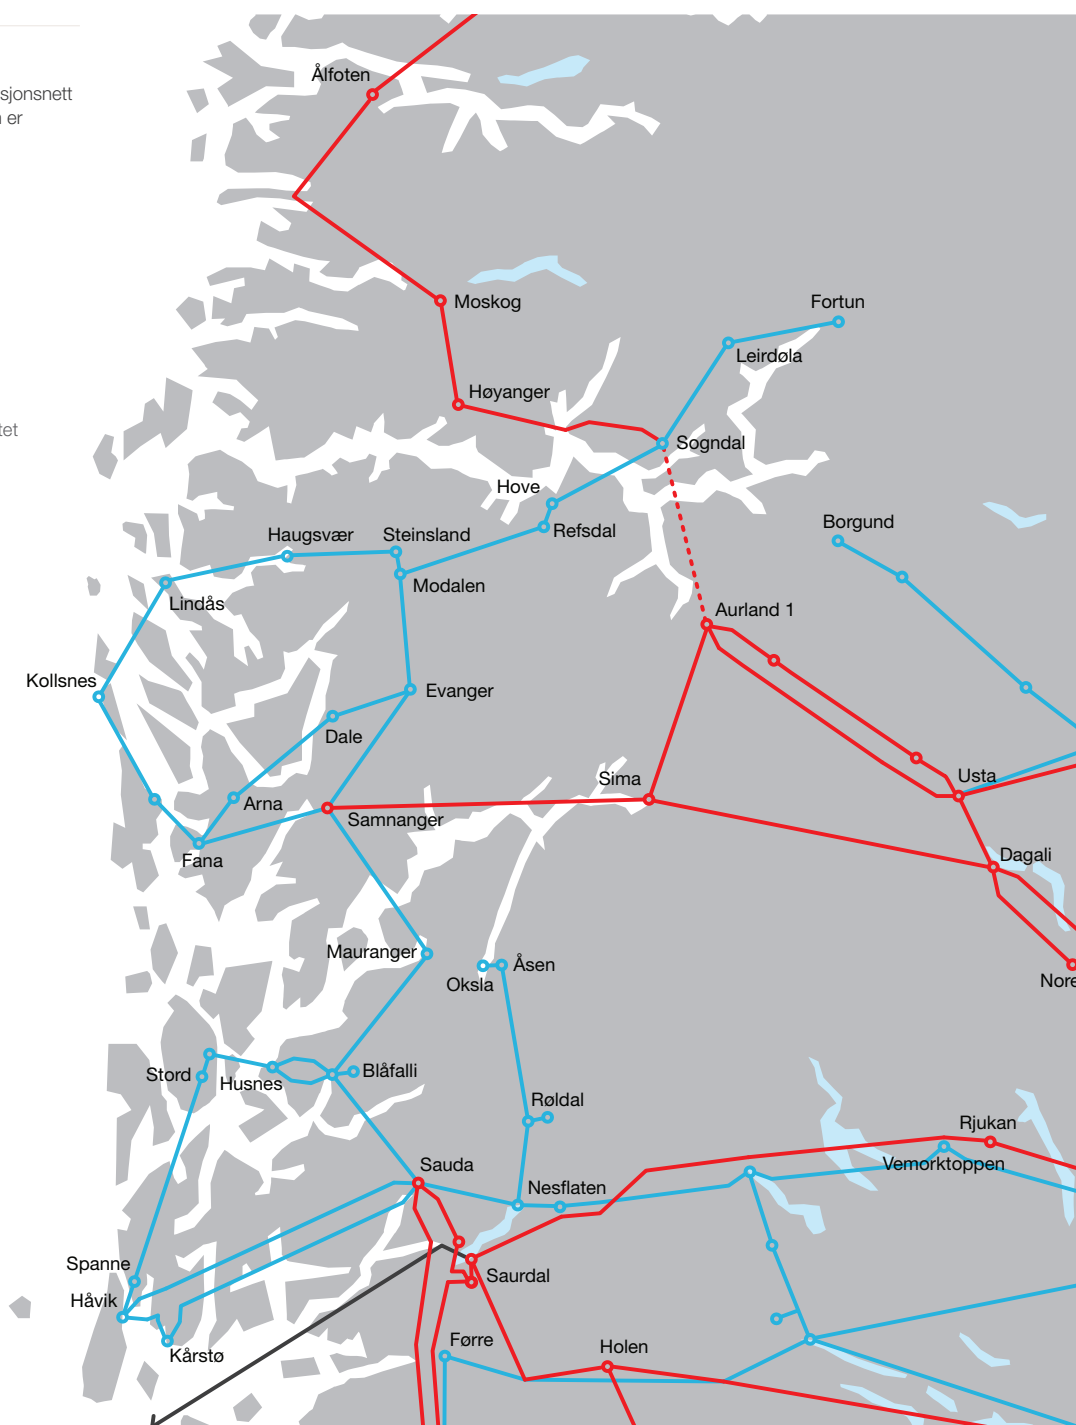 Ålfoten
sjonsnett
er
Moskog
Fortun
Leirdøla
Høyanger
tet
Sogndal
Hove
Borgund
Haugsvær
Steinsland
Refsdal
Modalen
Lindås
Aurland 1
Kollsnes
Evanger
Dale
Sima
Usta
Arna
Samnanger
Fana
Dagali
Mauranger
Åsen
Oksla
Nore
Stord
Husnes
Blåfalli
Røldal
Rjukan
Sauda
Vemorktoppen
Nesflaten
Spanne
Saurdal
Håvik
Førre
Holen
Kårstø